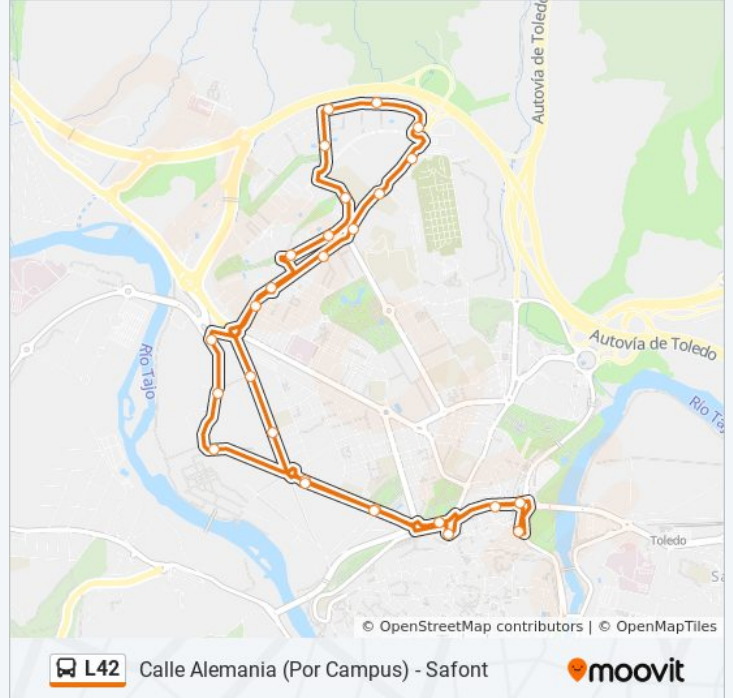 Autovía de Toledo
Autovía de Toledo
Río Tajo
Río Ta
Toledo
© OpenStreetMap contributors | © OpenMapTiles
L42 Calle Alemania (Por Campus) - Safont moovit